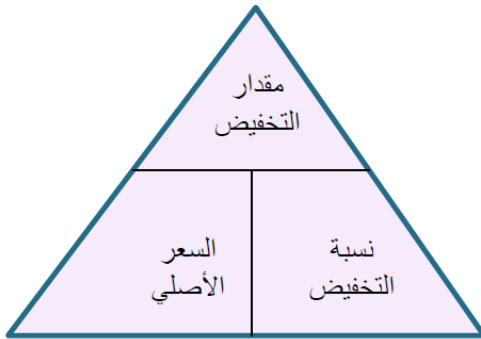 مقدار
التخفيض
نسبة
التخفيض
السعر
الأصلي